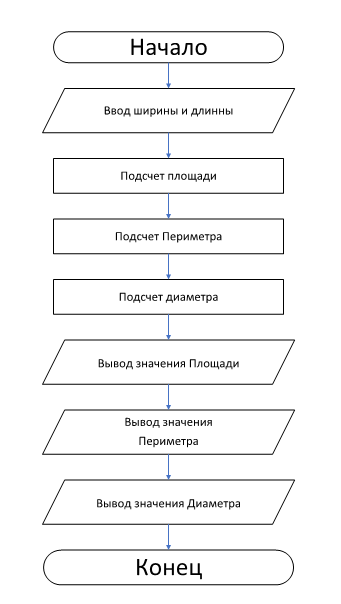 Начало
Ввод ширины и длинны
Подсчет площади
Подсчет Периметра
Подсчет диаметра
Вывод значения Площади
Вывод значения
Периметра
Вывод значения Диаметра
Конец